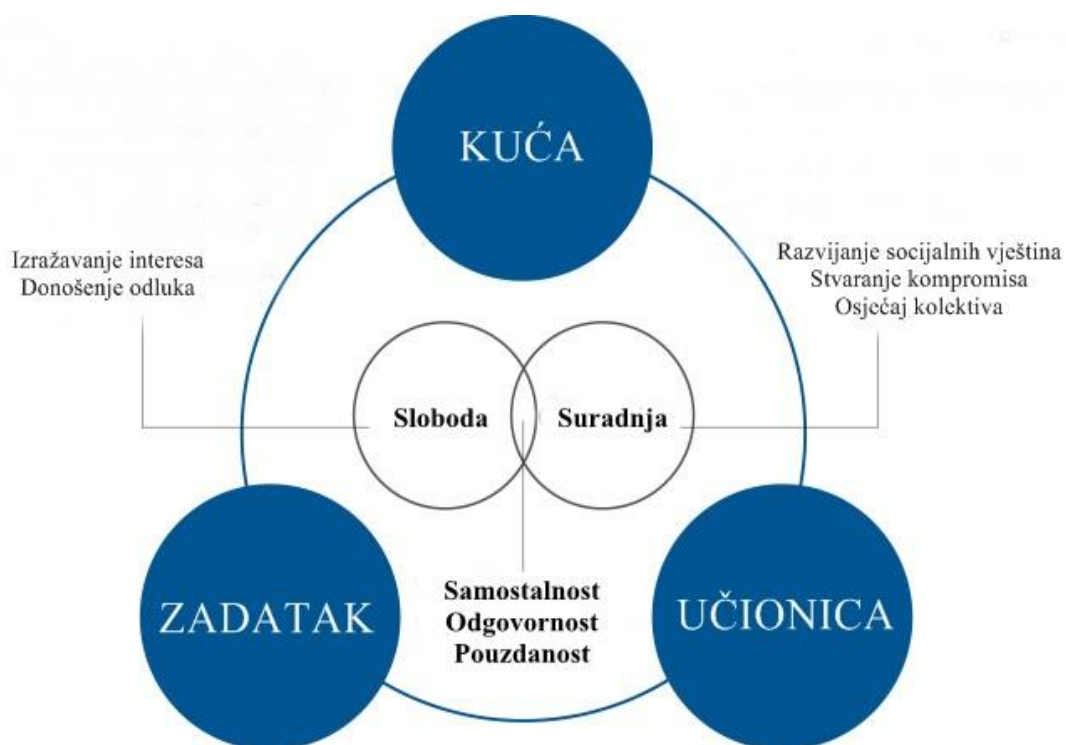 KUĆA
Izražavanje interesa
Donošenje odluka
Razvijanje socijalnih vještina
Stvaranje kompromisa
Osjećaj kolektiva
Sloboda
Suradnja
ZADATAK
Samostalnost
Odgovornost
Pouzdanost
UČIONICA